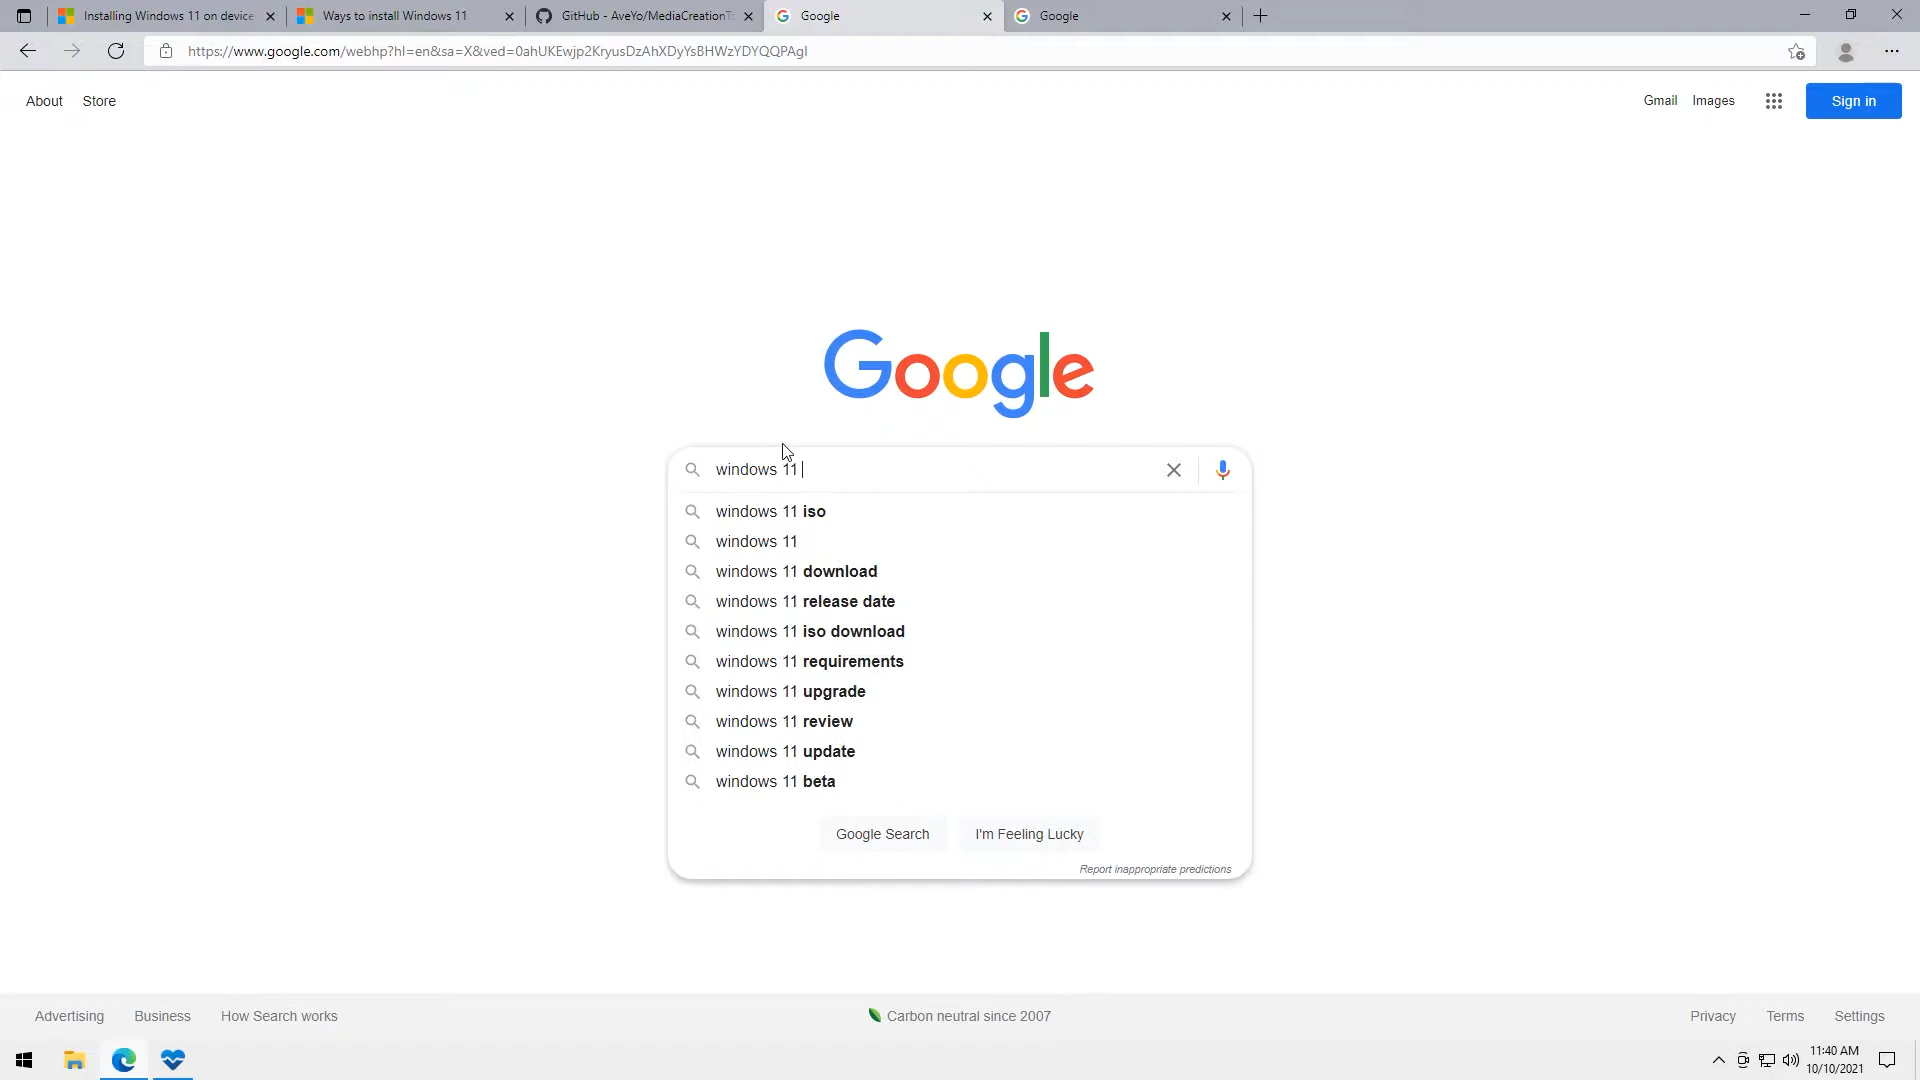 Installing Windows 11 on device
Ways to install Windows 11
GitHub - AveYo/MediaCreationT
Google
Google
https://www.google.com/webhp?hl=en&sa=X&ved=0ahUKEwjp2KryusDzAhXDyYsBHWzYDYQQPAgI
About Store
Gmail Images
Sign in
Google
windows 11
windows 11 iso
windows 11
windows 11 download
windows 11 release date
windows 11 iso download
windows 11 requirements
windows 11 upgrade
windows 11 review
windows 11 update
windows 11 beta
Google Search
I'm Feeling Lucky
Report inappropriate predictions
Advertising Business How Search works
Carbon neutral since 2007
Privacy Terms Settings
11:40 AM
10/10/2021